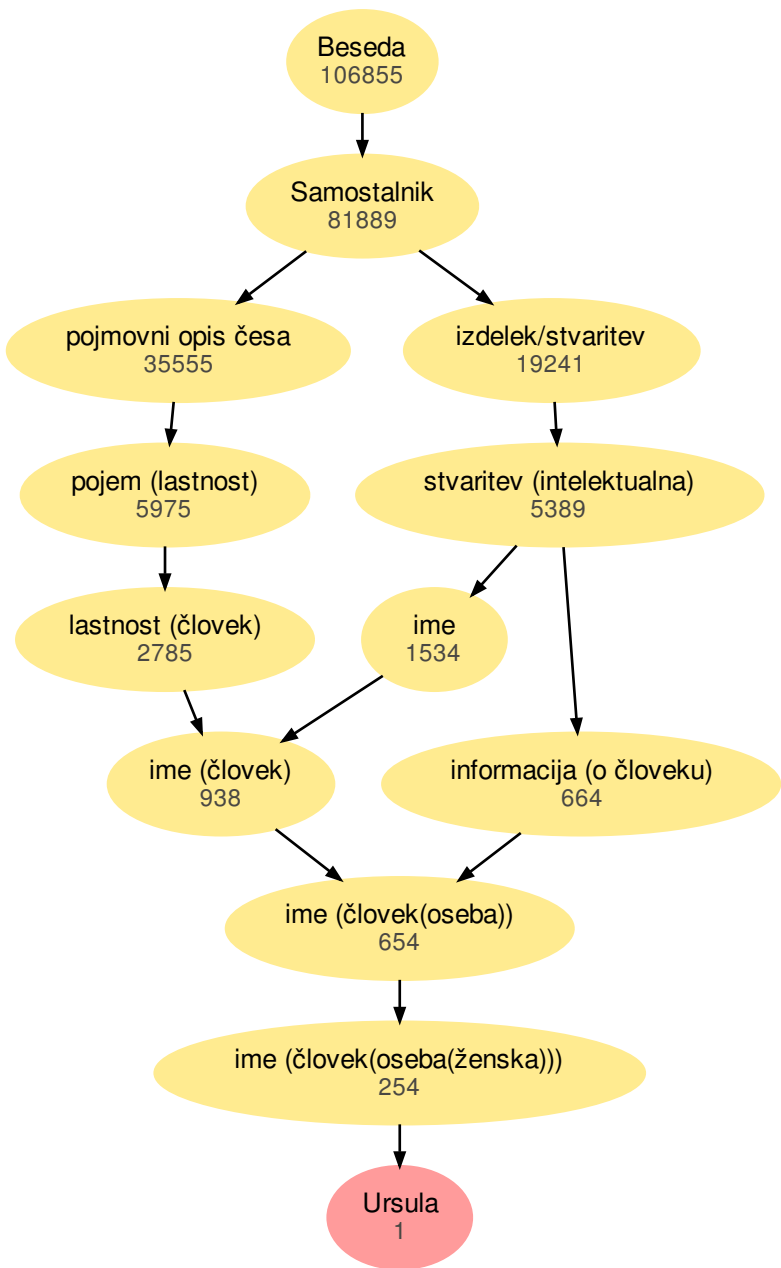 Beseda
106855
Samostalnik
81889
pojmovni opis česa
35555
izdelek/stvaritev
19241
pojem (lastnost)
5975
stvaritev (intelektualna)
5389
lastnost (človek)
2785
ime
1534
ime (človek)
938
informacija (o človeku)
664
ime (človek(oseba))
654
ime (človek(oseba(ženska)))
254
Ursula
1